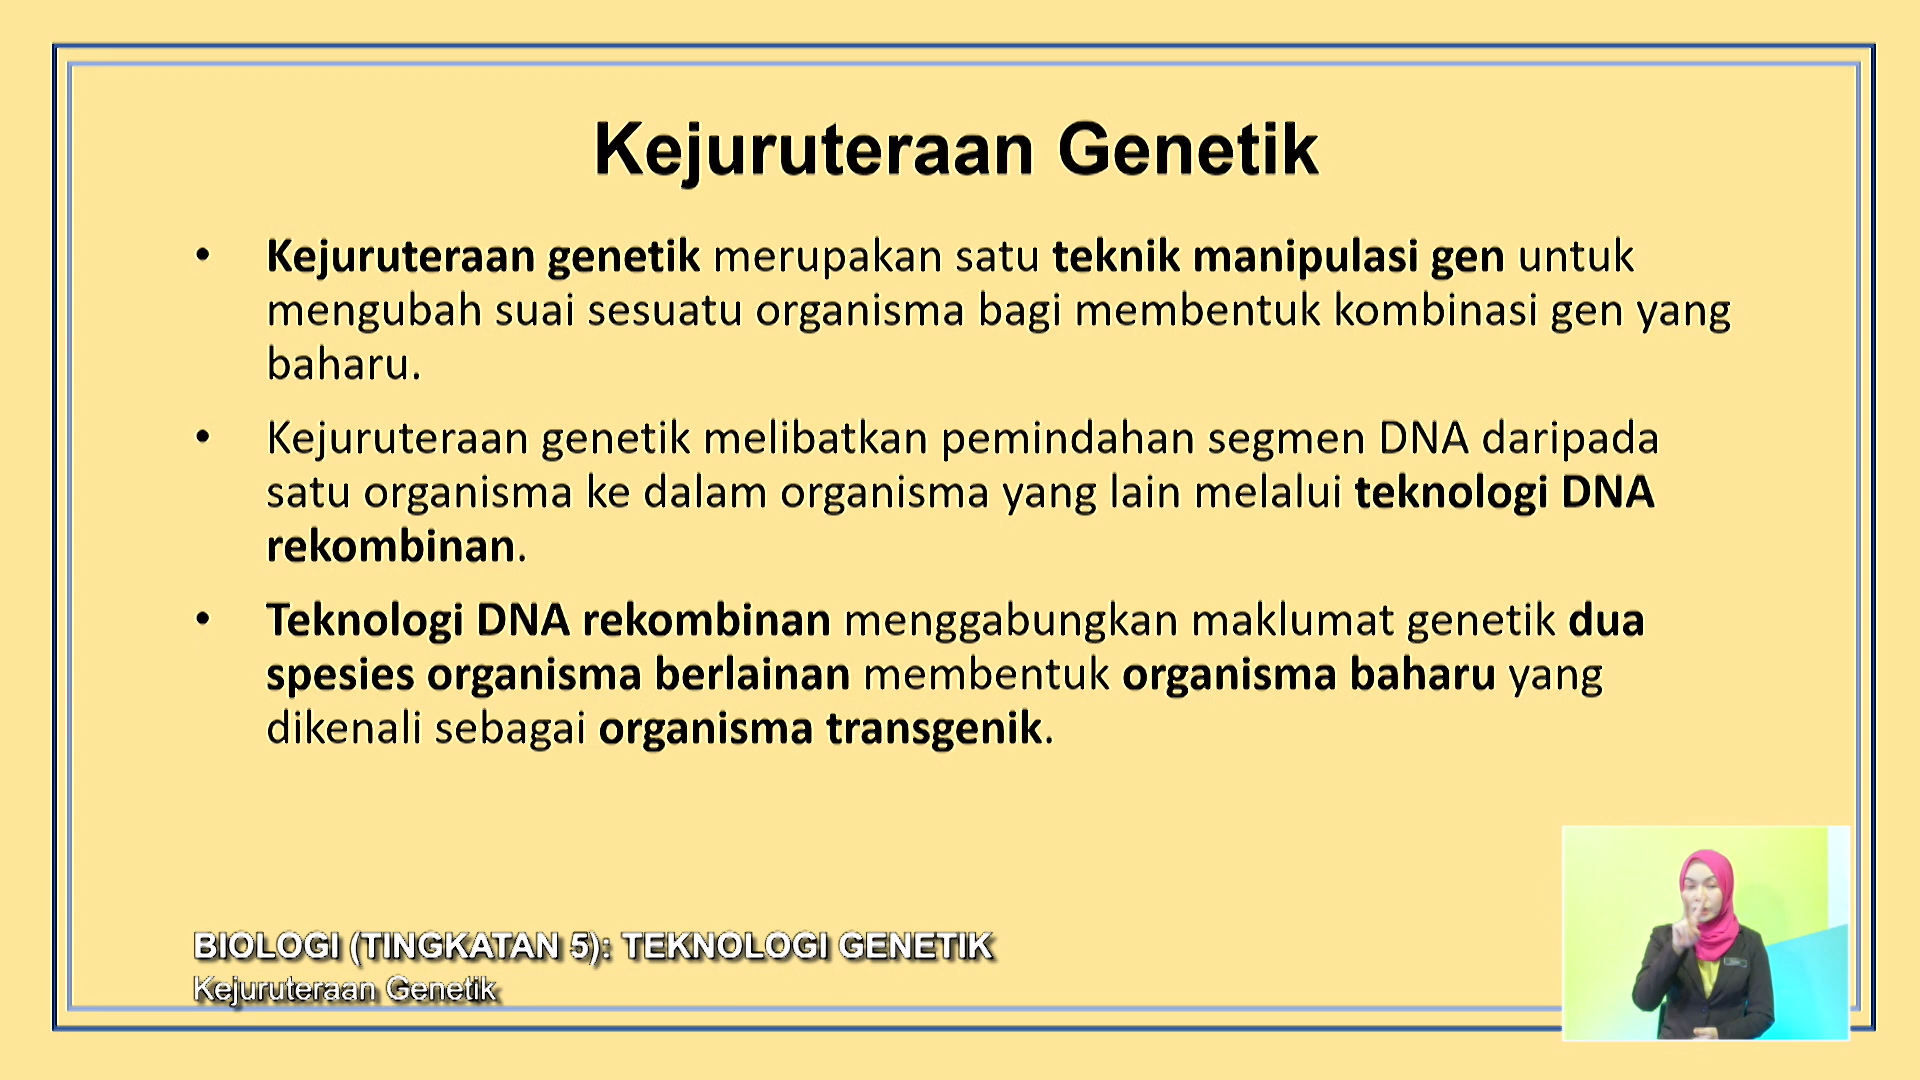 Kejuruteraan Genetik
• Kejuruteraan genetik merupakan satu teknik manipulasi gen untuk
mengubah suai sesuatu organisma bagi membentuk kombinasi gen yang
baharu.
• Kejuruteraan genetik melibatkan pemindahan segmen DNA daripada
satu organisma ke dalam organisma yang lain melalui teknologi DNA
rekombinan.
• Teknologi DNA rekombinan menggabungkan maklumat genetik dua
spesies organisma berlainan membentuk organisma baharu yang
dikenali sebagai organisma transgenik.
BIOLOGI (TINGKATAN 5): TEKNOLOGI GENETIK
Kejuruteraan Genetik